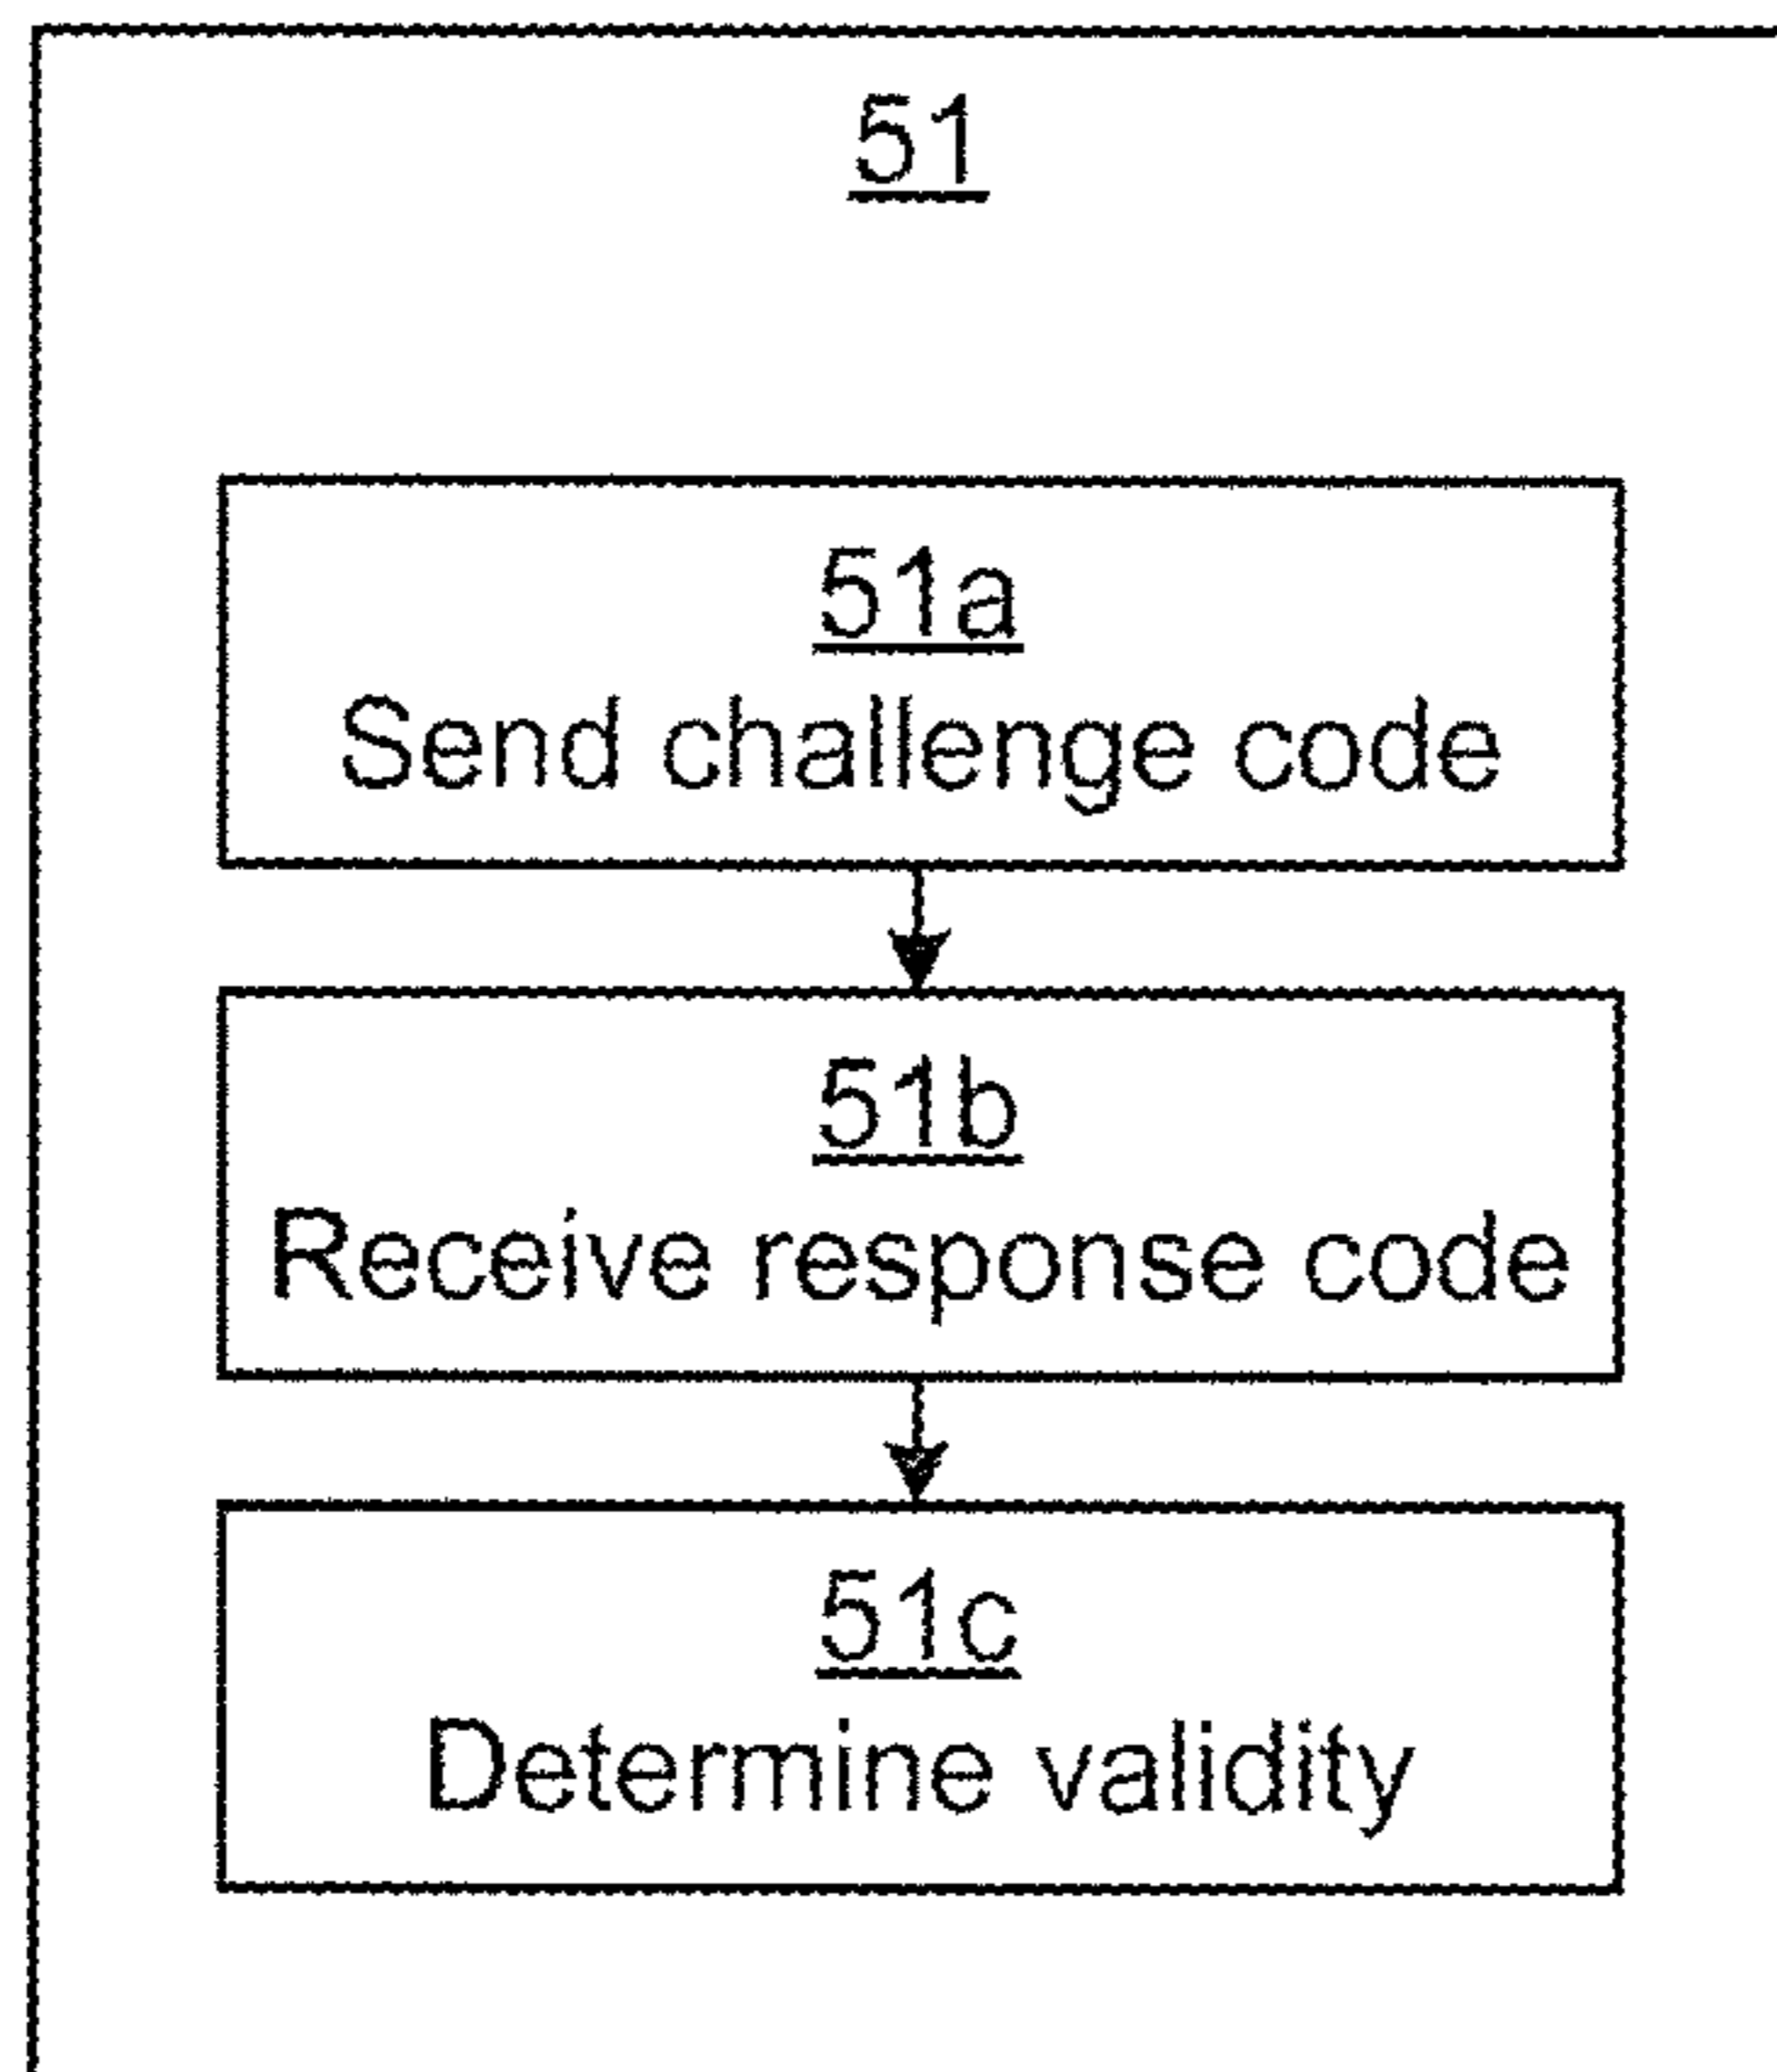 51
51a
Send challenge code
51b
Receive response code
51c
Determine validity